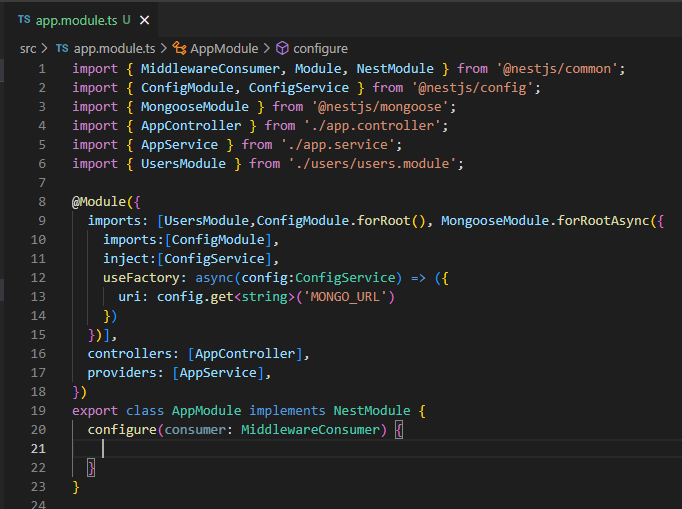 TS app.module.ts U ×
src > TS app.module.ts > AppModule > configure
1 import { MiddlewareConsumer, Module, NestModule } from '@nestjs/common';
2 import { ConfigModule, ConfigService } from '@nestjs/config';
3 import { MongooseModule } from '@nestjs/mongoose';
4 import { AppController } from './app.controller';
5 import { AppService } from './app.service';
6 import { UsersModule } from './users/users.module';
7
8 @Module({
9   imports: [UsersModule,ConfigModule.forRoot(), MongooseModule.forRootAsync({
10     imports:[ConfigModule],
11     inject:[ConfigService],
12     useFactory: async(config:ConfigService) => ({
13       uri: config.get<string>('MONGO_URL')
14     })
15   })],
16   controllers: [AppController],
17   providers: [AppService],
18 })
19 export class AppModule implements NestModule {
20   configure(consumer: MiddlewareConsumer) {
21
22   }
23 }
24